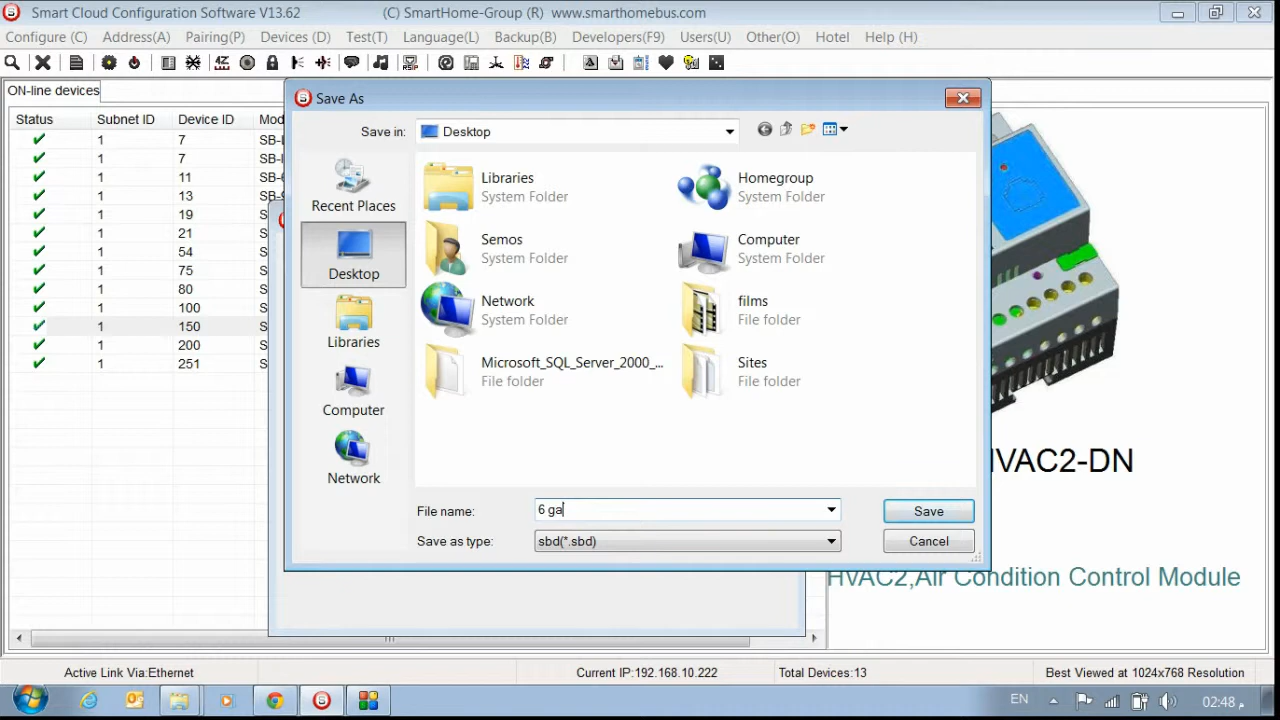 Smart Cloud Configuration Software V13.62 (C) SmartHome-Group (R) www.smarthomebus.com
Configure (C) Address(A) Pairing(P) Devices (D) Test(T) Language(L) Backup(B) Developers(F9) Users(U) Other(O) Hotel Help (H)
ON-line devices
Status Subnet ID Device ID Mod
1 7 SB-I
1 7 SB-I
1 11 SB-I
1 13 SB-6
1 19 S
1 21 S
1 54 S
1 75 S
1 80 S
1 100 S
1 150 S
1 200 S
1 251 S
Save As
Save in: Desktop
Recent Places
Desktop
Libraries
Computer
Network
Libraries
System Folder
Homegroup
System Folder
Semos
System Folder
Computer
System Folder
Network
System Folder
films
File folder
Microsoft_SQL_Server_2000_...
File folder
Sites
File folder
File name: 6 ga
Save
Save as type: sbd(*.sbd)
Cancel
HVAC2-DN
HVAC2,Air Condition Control Module
Active Link Via:Ethernet Current IP:192.168.10.222 Total Devices:13 Best Viewed at 1024x768 Resolution
EN 02:48 م